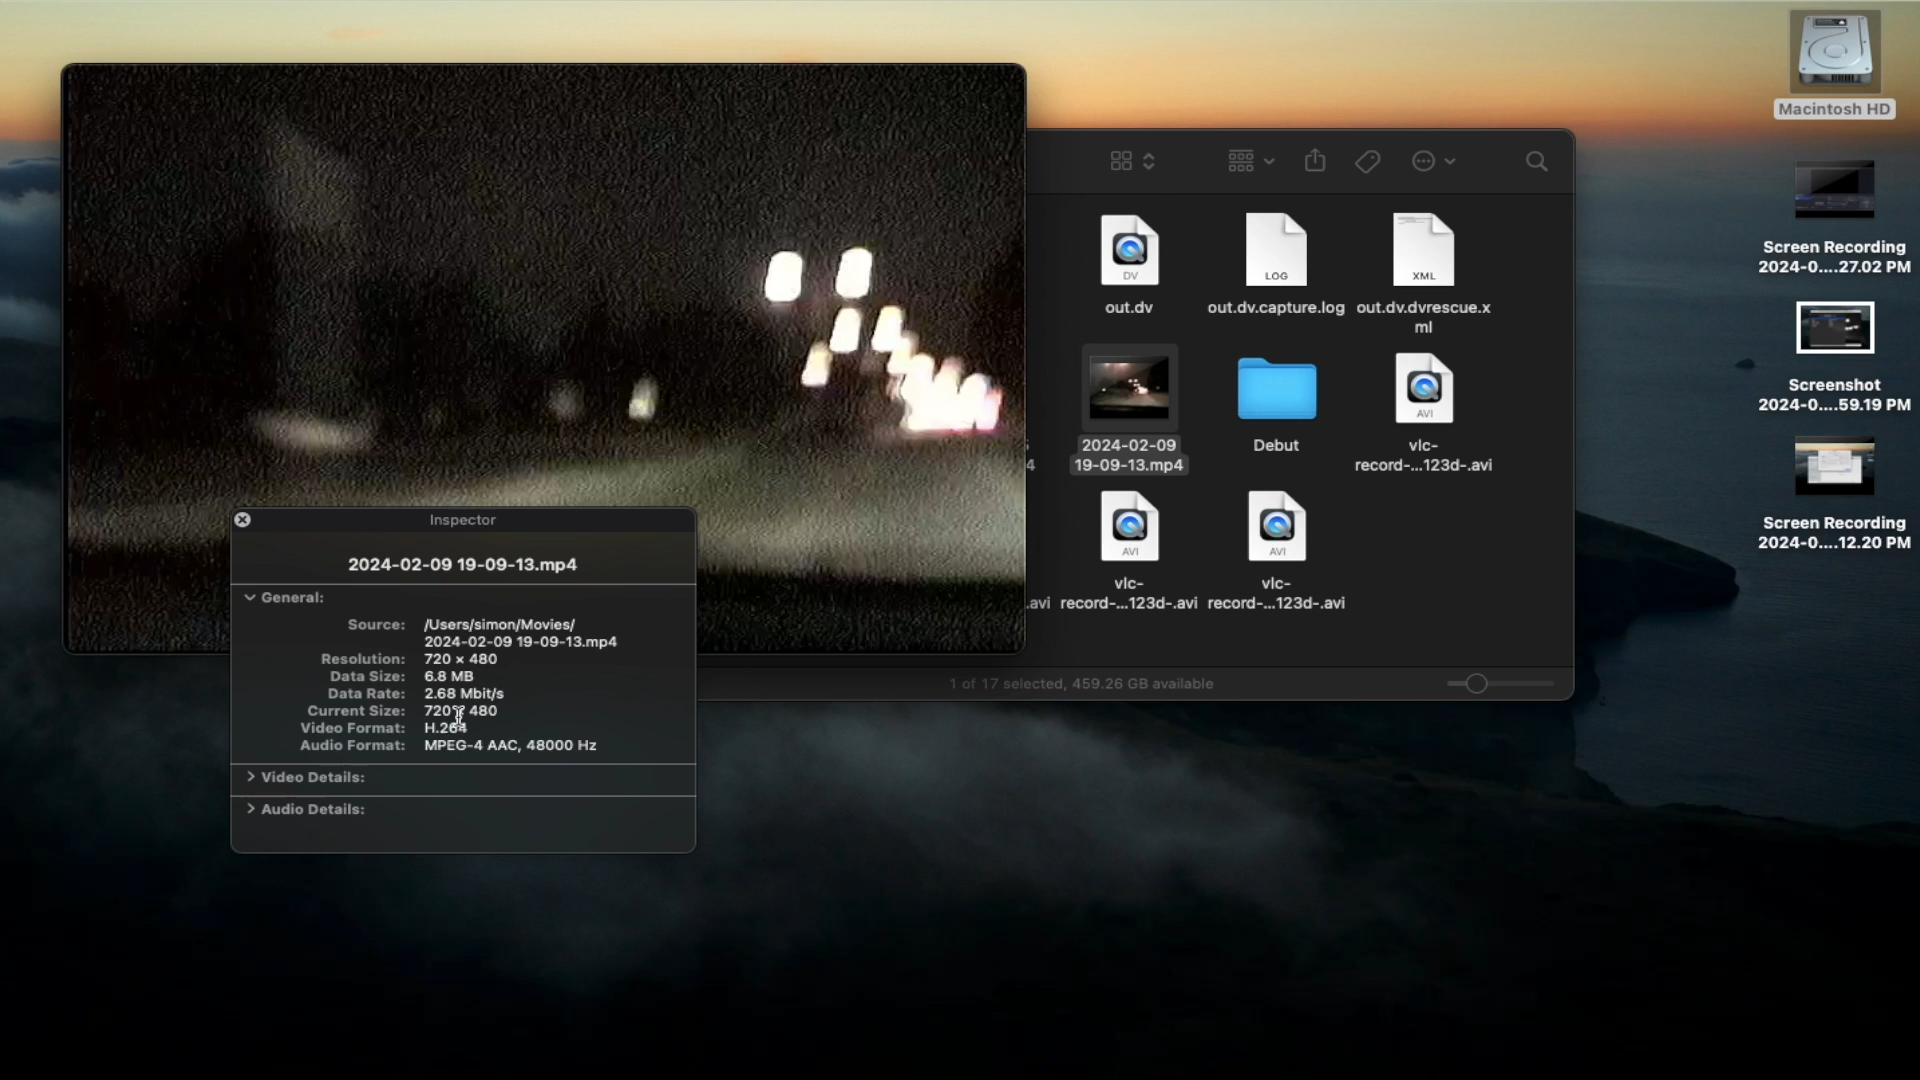 Macintosh HD
Screen Recording
2024-0....27.02 PM
Screenshot
2024-0....59.19 PM
Screen Recording
2024-0....12.20 PM
DV
out.dv
LOG
out.dv.capture.log
XML
out.dv.dvrescue.x
ml
4
2024-02-09
19-09-13.mp4
Debut
AVI
vlc-
record-...123d-.avi
.avi
AVI
vlc-
record-...123d-.avi
AVI
vlc-
record-...123d-.avi
1 of 17 selected, 459.26 GB available
Inspector
2024-02-09 19-09-13.mp4
General:
Source: /Users/simon/Movies/
2024-02-09 19-09-13.mp4
Resolution: 720 × 480
Data Size: 6.8 MB
Data Rate: 2.68 Mbit/s
Current Size: 720 × 480
Video Format: H.264
Audio Format: MPEG-4 AAC, 48000 Hz
Video Details:
Audio Details: